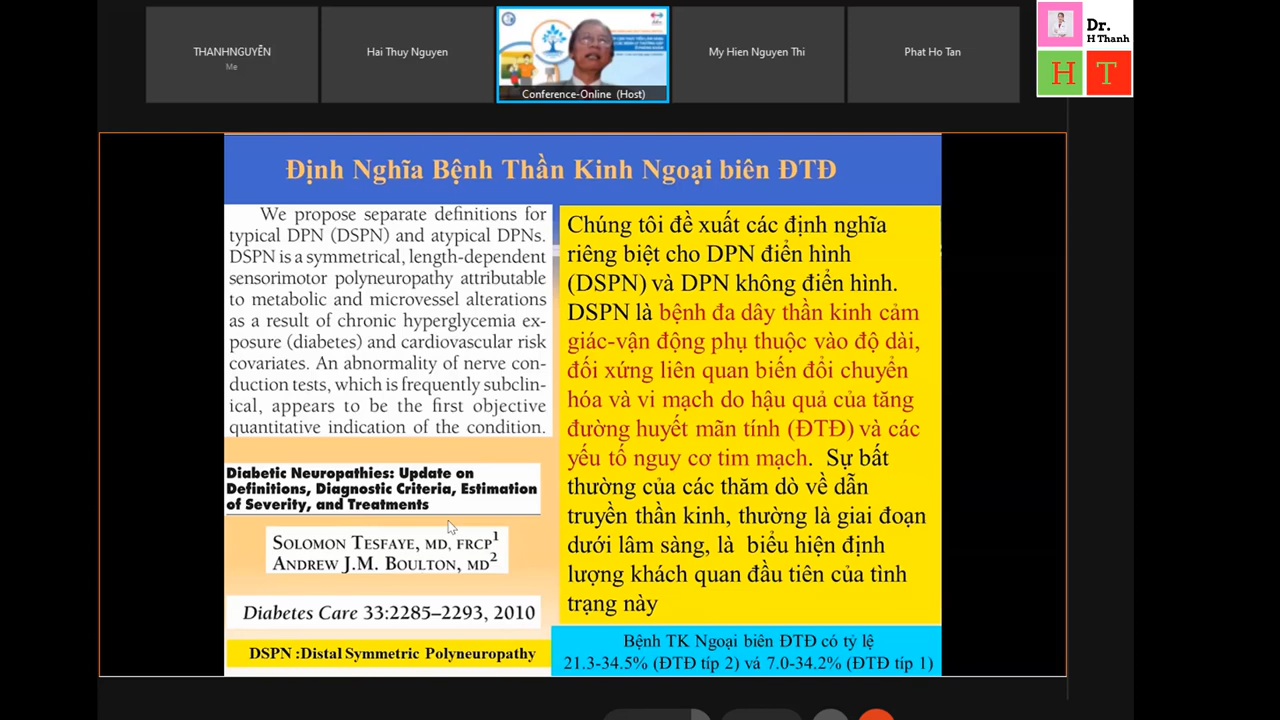 THANHNGUYỄN
Me
Hai Thuy Nguyen
Conference-Online (Host)
My Hien Nguyen Thi
Phat Ho Tan
Dr.
H Thanh
H T
Định Nghĩa Bệnh Thần Kinh Ngoại biên ĐTĐ
We propose separate definitions for
typical DPN (DSPN) and atypical DPNs.
DSPN is a symmetrical, length-dependent
sensorimotor polyneuropathy attributable
to metabolic and microvessel alterations
as a result of chronic hyperglycemia ex-
posure (diabetes) and cardiovascular risk
covariates. An abnormality of nerve con-
duction tests, which is frequently subclin-
ical, appears to be the first objective
quantitative indication of the condition.
Diabetic Neuropathies: Update on
Definitions, Diagnostic Criteria, Estimation
of Severity, and Treatments
SOLOMON TESFAYE, MD, FRCP1
ANDREW J.M. BOULTON, MD2
Diabetes Care 33:2285–2293, 2010
DSPN :Distal Symmetric Polyneuropathy
Chúng tôi đề xuất các định nghĩa
riêng biệt cho DPN điển hình
(DSPN) và DPN không điển hình.
DSPN là bệnh đa dây thần kinh cảm
giác-vận động phụ thuộc vào độ dài,
đối xứng liên quan biến đổi chuyển
hóa và vi mạch do hậu quả của tăng
đường huyết mãn tính (ĐTĐ) và các
yếu tố nguy cơ tim mạch. Sự bất
thường của các thăm dò về dẫn
truyền thần kinh, thường là giai đoạn
dưới lâm sàng, là biểu hiện định
lượng khách quan đầu tiên của tình
trạng này
Bệnh TK Ngoại biên ĐTĐ có tỷ lệ
21.3-34.5% (ĐTĐ típ 2) vá 7.0-34.2% (ĐTĐ típ 1)